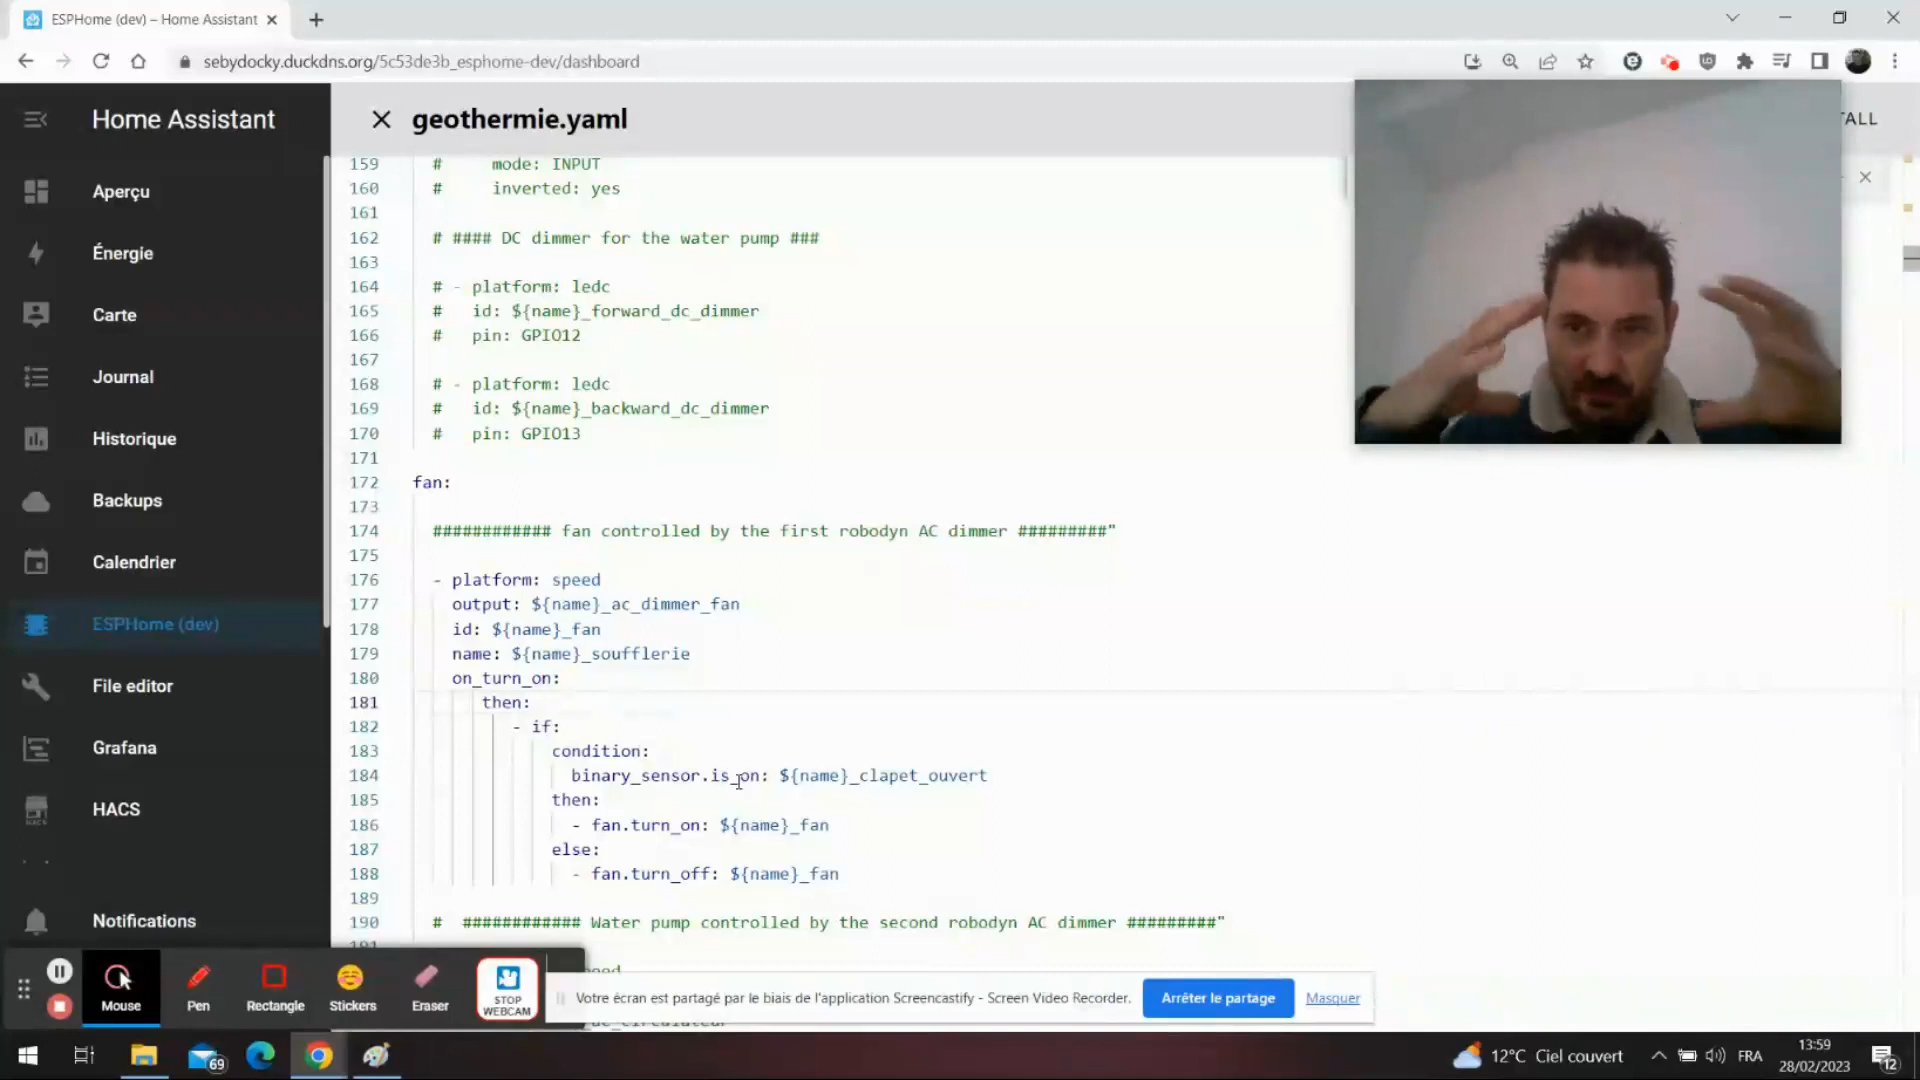 ESPHome (dev) – Home Assistant
sebydocky.duckdns.org/5c53de3b_esphome-dev/dashboard
Home Assistant
Aperçu
Énergie
Carte
Journal
Historique
Backups
Calendrier
ESPHome (dev)
File editor
Grafana
HACS
Notifications
geothermie.yaml
TALL
159 # mode: INPUT
160 # inverted: yes
161
162 # #### DC dimmer for the water pump ###
163
164 # - platform: ledc
165 # id: ${name}_forward_dc_dimmer
166 # pin: GPIO12
167
168 # - platform: ledc
169 # id: ${name}_backward_dc_dimmer
170 # pin: GPIO13
171
172 fan:
173
174 ############ fan controlled by the first robodyn AC dimmer #########"
175
176 - platform: speed
177 output: ${name}_ac_dimmer_fan
178 id: ${name}_fan
179 name: ${name}_soufflerie
180 on_turn_on:
181 then:
182 - if:
183 condition:
184 binary_sensor.is_on: ${name}_clapet_ouvert
185 then:
186 - fan.turn_on: ${name}_fan
187 else:
188 - fan.turn_off: ${name}_fan
189
190 # ############ Water pump controlled by the second robodyn AC dimmer #########"
191
Mouse
Pen
Rectangle
Stickers
Eraser
STOP
WEBCAM
Votre écran est partagé par le biais de l'application Screencastify - Screen Video Recorder.
Arrêter le partage
Masquer
69
12°C Ciel couvert
FRA
13:59
28/02/2023
12